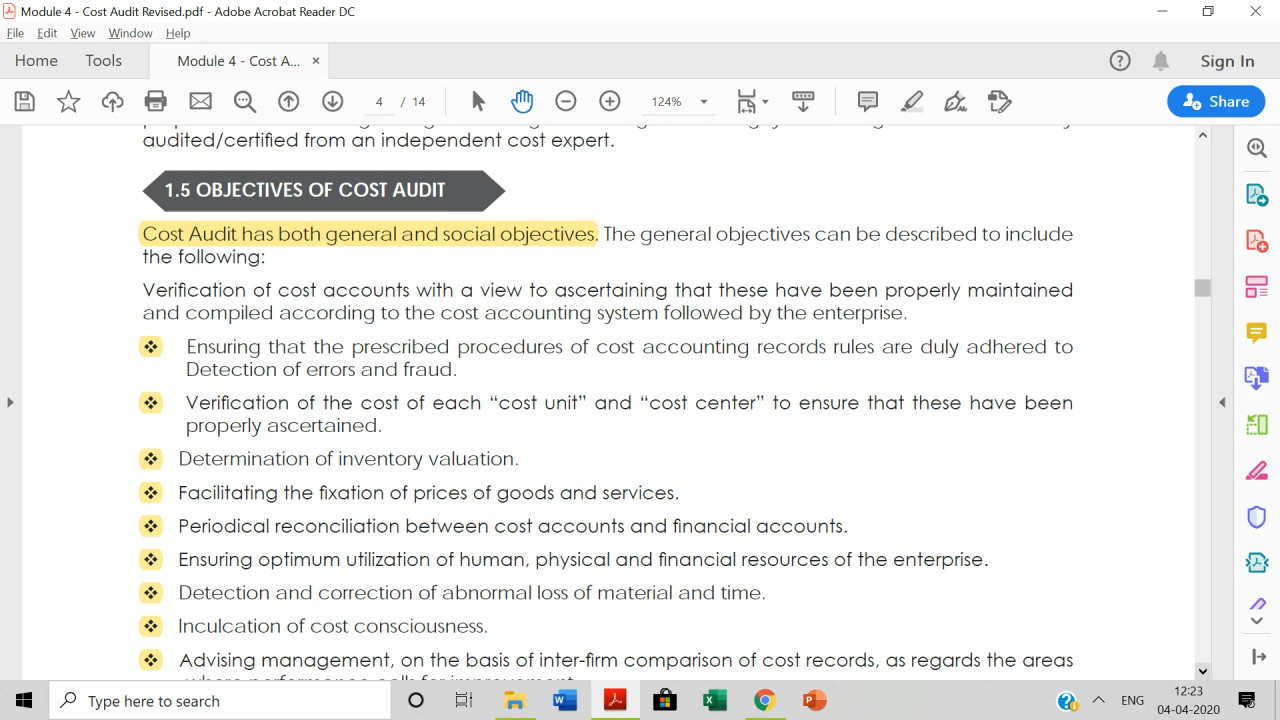 Module 4 - Cost Audit Revised.pdf - Adobe Acrobat Reader DC
File Edit View Window Help
Home Tools Module 4 - Cost A... × Sign In
4 / 14 124% Share
audited/certified from an independent cost expert.
1.5 OBJECTIVES OF COST AUDIT
Cost Audit has both general and social objectives. The general objectives can be described to include
the following:
Verification of cost accounts with a view to ascertaining that these have been properly maintained
and compiled according to the cost accounting system followed by the enterprise.
❖ Ensuring that the prescribed procedures of cost accounting records rules are duly adhered to
Detection of errors and fraud.
❖ Verification of the cost of each “cost unit” and “cost center” to ensure that these have been
properly ascertained.
❖ Determination of inventory valuation.
❖ Facilitating the fixation of prices of goods and services.
❖ Periodical reconciliation between cost accounts and financial accounts.
❖ Ensuring optimum utilization of human, physical and financial resources of the enterprise.
❖ Detection and correction of abnormal loss of material and time.
❖ Inculcation of cost consciousness.
❖ Advising management, on the basis of inter-firm comparison of cost records, as regards the areas
Type here to search
ENG
12:23
04-04-2020